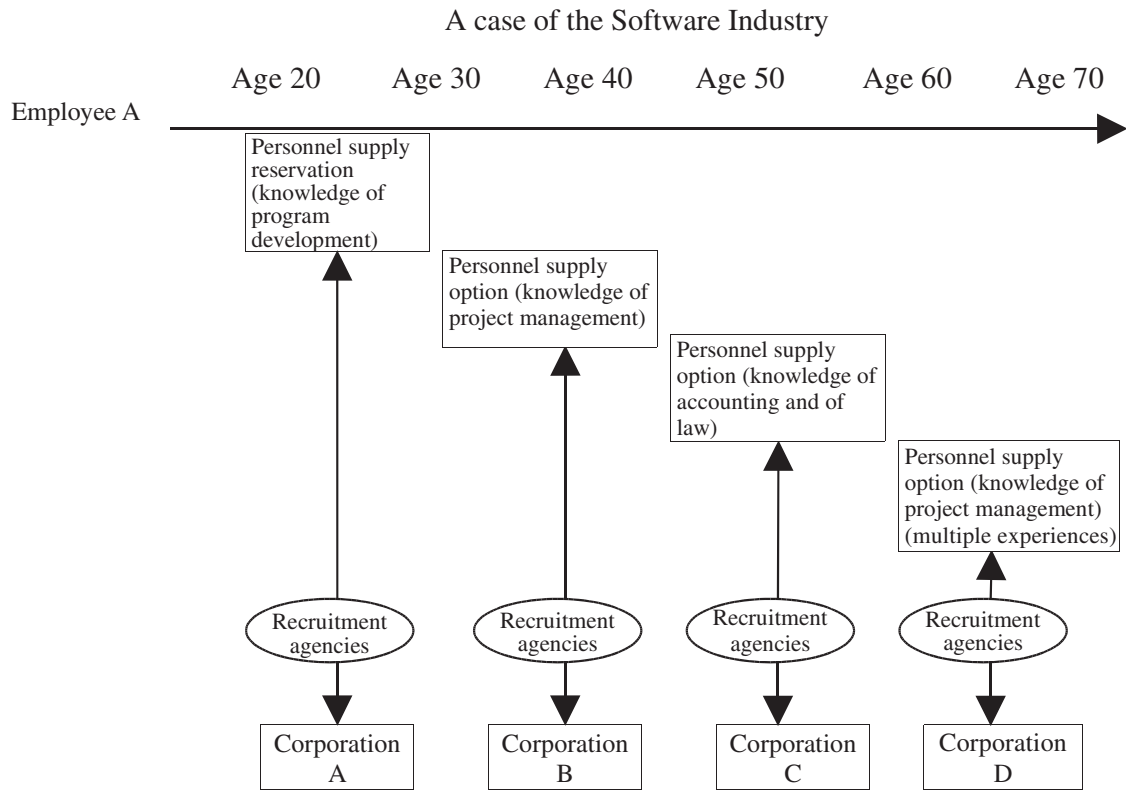 A case of the Software Industry
Age 20 Age 30 Age 40 Age 50 Age 60 Age 70
Employee A
Personnel supply
reservation
(knowledge of
program
development)
Personnel supply
option (knowledge of
project management)
Personnel supply
option (knowledge of
accounting and of
law)
Personnel supply
option (knowledge of
project management)
(multiple experiences)
Recruitment
agencies
Recruitment
agencies
Recruitment
agencies
Recruitment
agencies
Corporation
A
Corporation
B
Corporation
C
Corporation
D